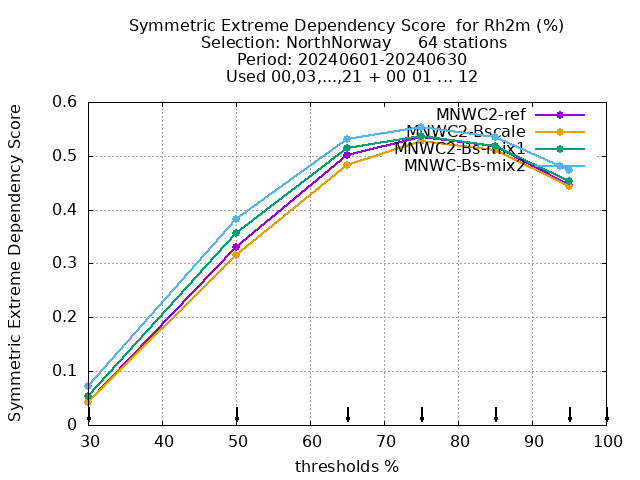 Symmetric Extreme Dependency Score  for Rh2m (%)
Selection: NorthNorway     64 stations
Period: 20240601-20240630
Used 00,03,...,21 + 00 01 ... 12
Symmetric Extreme Dependency Score
0.6
0.5
0.4
0.3
0.2
0.1
0
MNWC2-ref
MNWC2-Bscale
MNWC2-Bs-mix1
MNWC-Bs-mix2
30 40 50 60 70 80 90 100
thresholds %